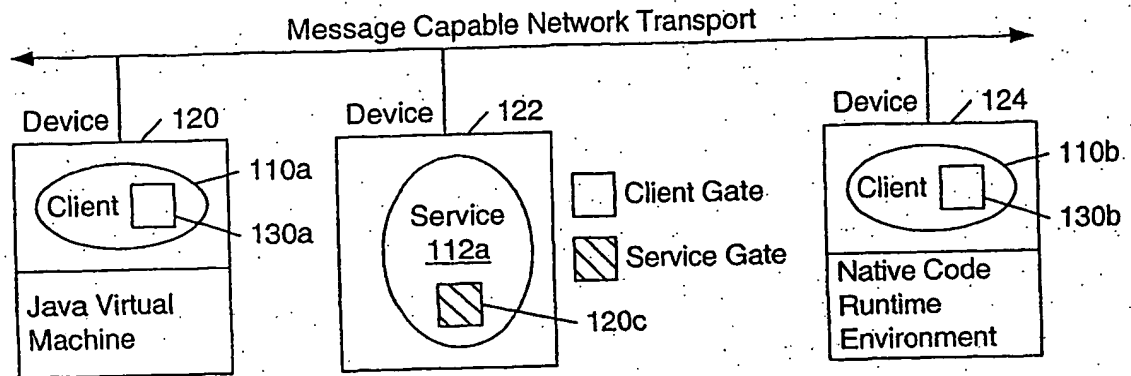 Message Capable Network Transport
Device
120
Device
122
Device
124
Client
110a
130a
Java Virtual
Machine
Service
112a
120c
Client Gate
Service Gate
Client
110b
130b
Native Code
Runtime
Environment